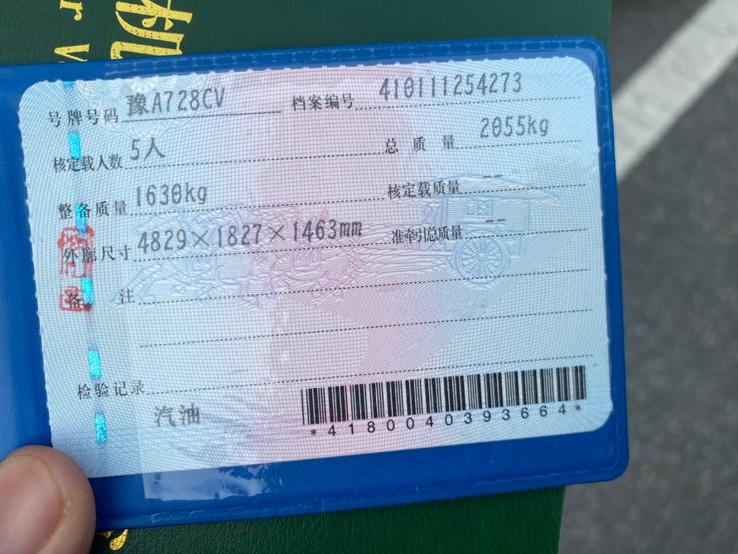 机
r V
号牌号码 豫A728CV 档案编号 410111254273
核定载人数 5人 总质量 2055kg
整备质量 1630kg 核定载质量 --
外廓尺寸 4829×1827×1463mm 准牵引总质量 --
备注
检验记录
汽油
*4180040393664*